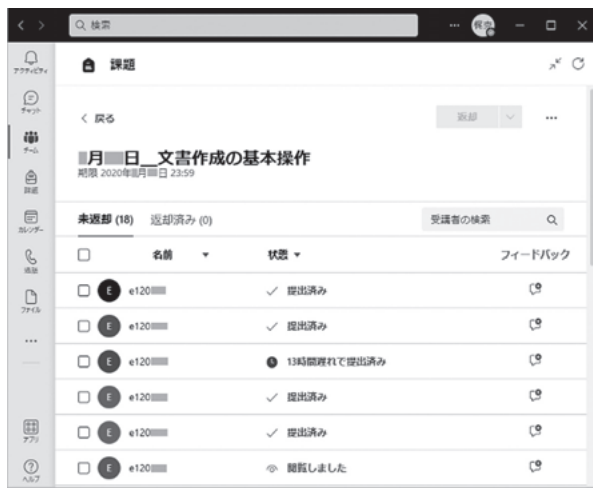 検索
課題
アクティビティ
チャット
チーム
課題
カレンダー
通話
ファイル
アプリ
ヘルプ
戻る
返却
月 日__文書作成の基本操作
期限 2020年 月 日 23:59
未返却 (18) 返却済み (0)
受講者の検索
名前 状態 フィードバック
E e120 提出済み
E e120 提出済み
E e120 13時間遅れで提出済み
E e120 提出済み
E e120 提出済み
E e120 閲覧しました